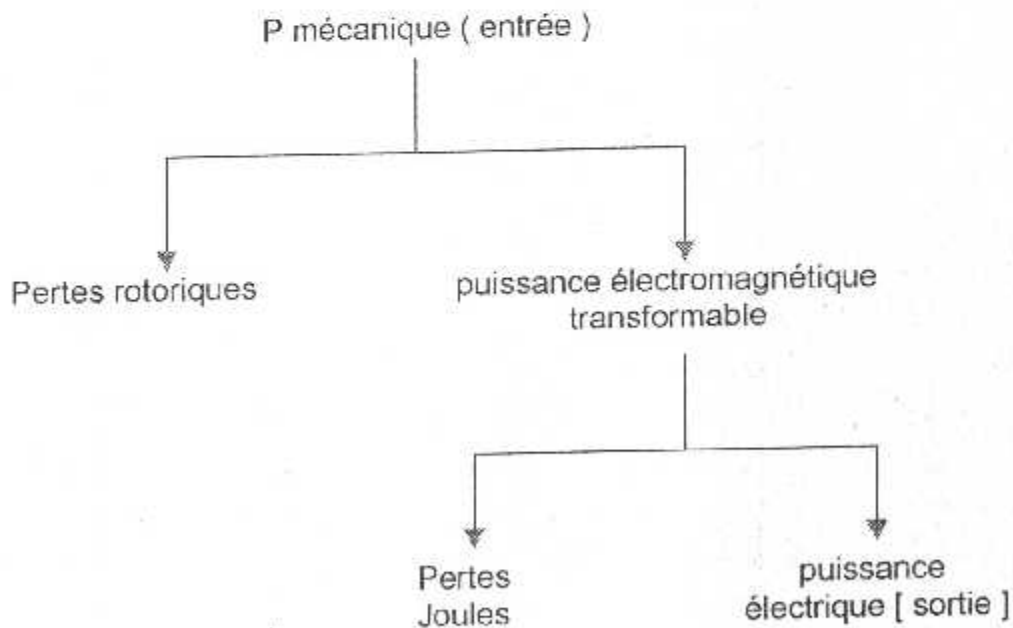 P mécanique ( entrée )
Pertes rotoriques
puissance électromagnétique
transformable
Pertes
Joules
puissance
électrique [ sortie ]